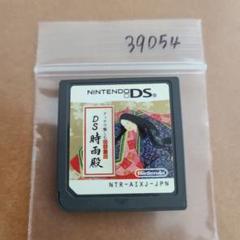 39054
NINTENDO DS
DS時雨殿
Nintendo
NTR-AIXJ-JPN